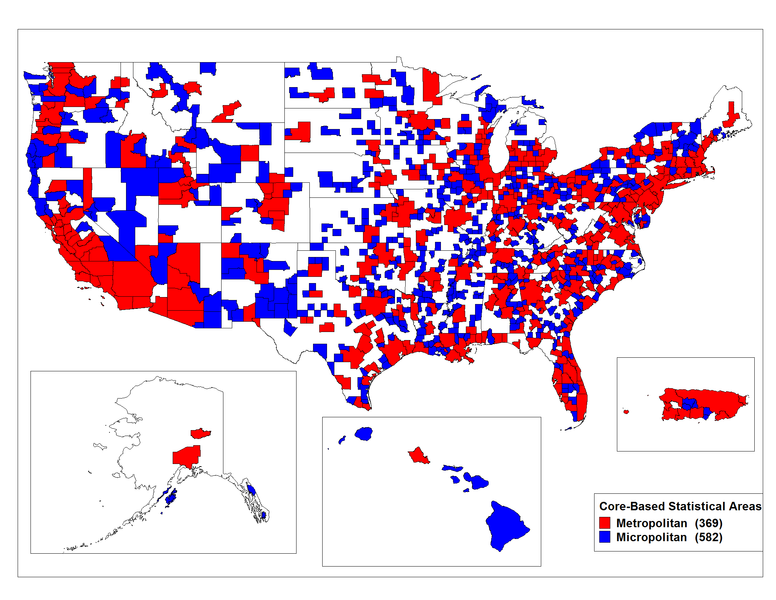 Core-Based Statistical Areas
Metropolitan (369)
Micropolitan (582)